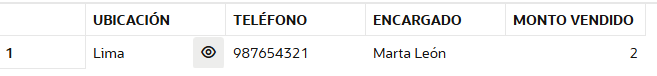 UBICACIÓN TELÉFONO ENCARGADO MONTO VENDIDO
1 Lima 987654321 Marta León 2